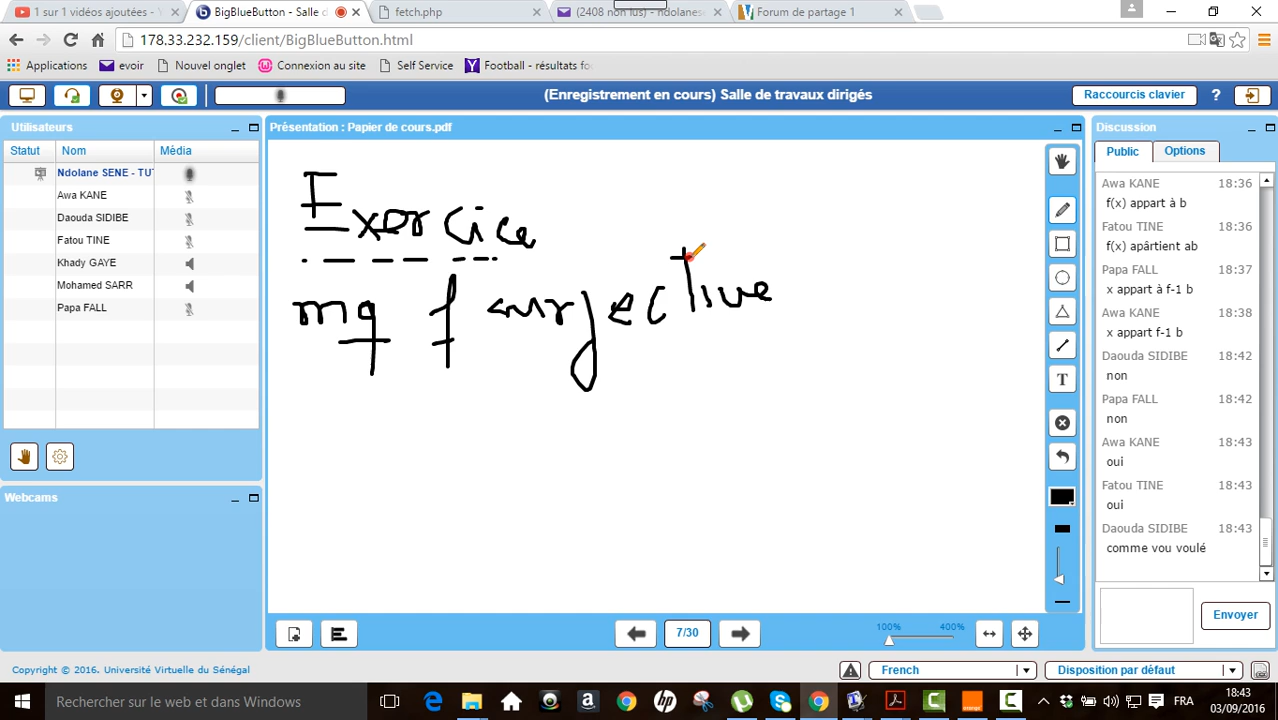 1 sur 1 vidéos ajoutées -
BigBlueButton - Salle d
fetch.php
(2408 non lus) - ndolanese
Forum de partage 1
178.33.232.159/client/BigBlueButton.html
Applications
evoir
Nouvel onglet
Connexion au site
Self Service
Football - résultats fo
(Enregistrement en cours) Salle de travaux dirigés
Raccourcis clavier
?
Utilisateurs
Statut Nom Média
Ndolane SENE - TUT
Awa KANE
Daouda SIDIBE
Fatou TINE
Khady GAYE
Mohamed SARR
Papa FALL
Webcams
Présentation : Papier de cours.pdf
Exercice
mq f surjective
T
7/30
100% 400%
Discussion
Public Options
Awa KANE 18:36
f(x) appart à b
Fatou TINE 18:36
f(x) apârtient ab
Papa FALL 18:37
x appart à f-1 b
Awa KANE 18:38
x appart f-1 b
Daouda SIDIBE 18:42
non
Papa FALL 18:42
non
Awa KANE 18:43
oui
Fatou TINE 18:43
oui
Daouda SIDIBE 18:43
comme vou voulé
Envoyer
Copyright © 2016. Université Virtuelle du Sénégal
French
Disposition par défaut
Rechercher sur le web et dans Windows
FRA
18:43
03/09/2016